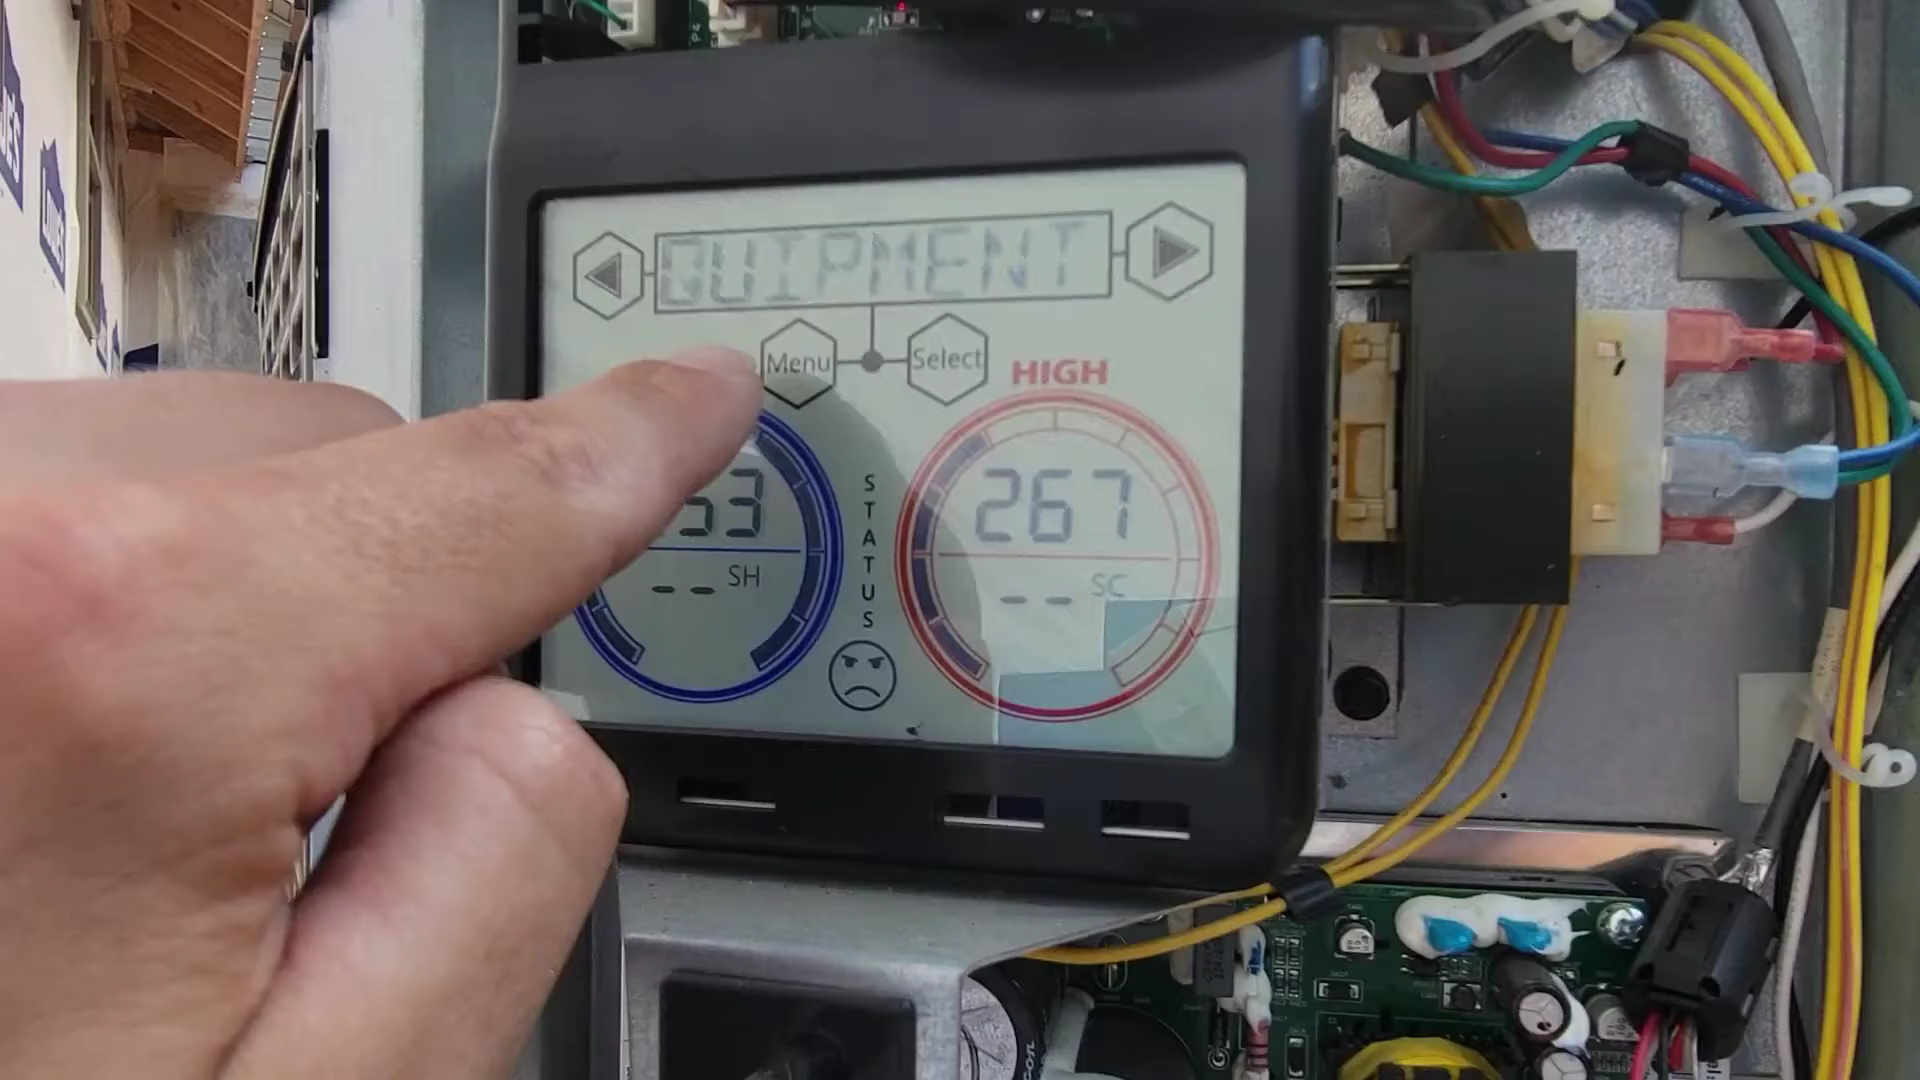 QUIPMENT
Menu Select
HIGH
53 267
-- SH -- SC
STATUS